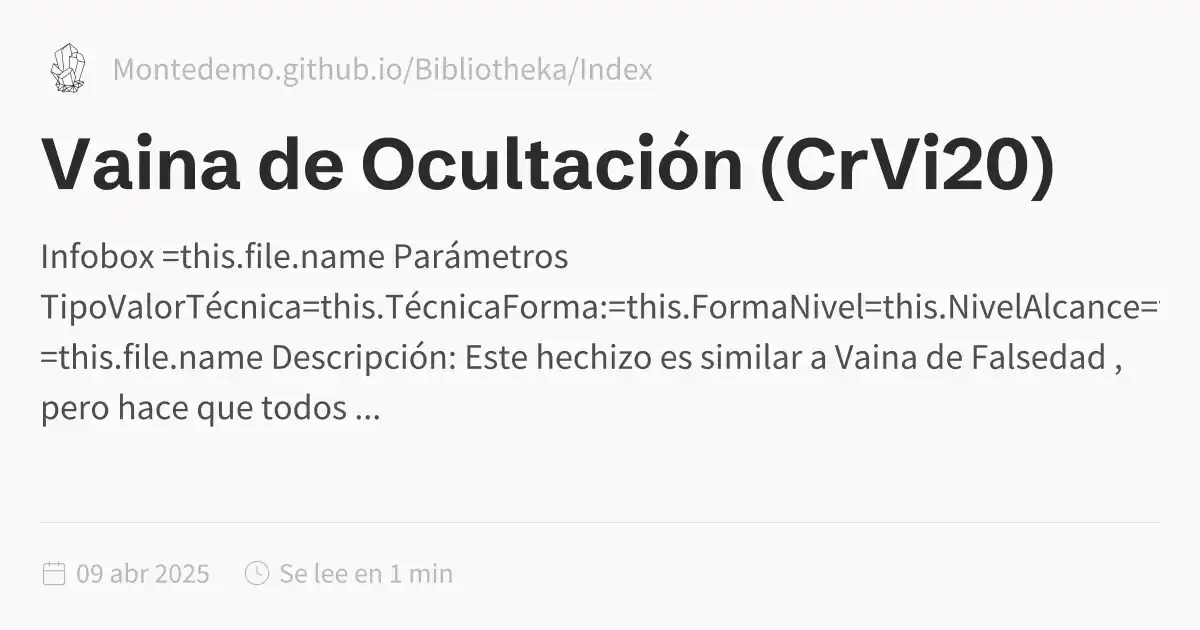 Montedemo.github.io/Bibliotheka/Index
Vaina de Ocultación (CrVi20)
Infobox =this.file.name Parámetros
TipoValorTécnica=this.TécnicaForma:=this.FormaNivel=this.NivelAlcance=
=this.file.name Descripción: Este hechizo es similar a Vaina de Falsedad ,
pero hace que todos ...
09 abr 2025 Se lee en 1 min